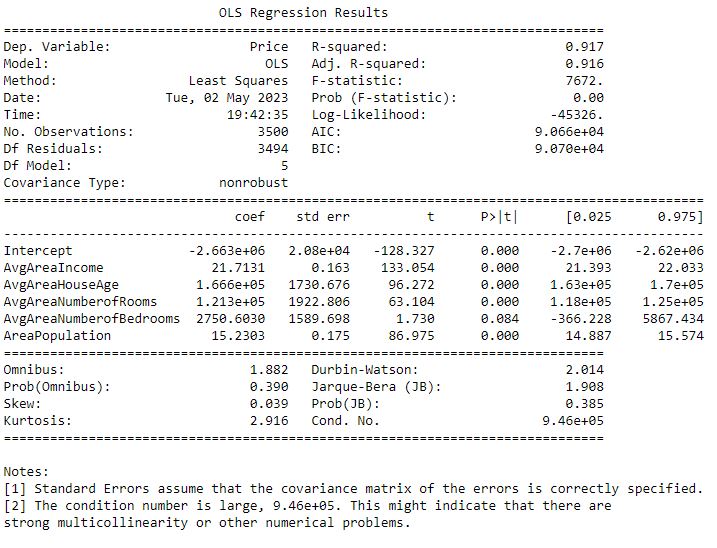 OLS Regression Results
==============================================================================
Dep. Variable:                  Price   R-squared:                       0.917
Model:                            OLS   Adj. R-squared:                  0.916
Method:                 Least Squares   F-statistic:                     7672.
Date:                Tue, 02 May 2023   Prob (F-statistic):               0.00
Time:                        19:42:35   Log-Likelihood:                -45326.
No. Observations:                3500   AIC:                         9.066e+04
Df Residuals:                    3494   BIC:                         9.070e+04
Df Model:                           5
Covariance Type:            nonrobust
===========================================================================================
                              coef    std err          t      P>|t|      [0.025      0.975]
-------------------------------------------------------------------------------------------
Intercept               -2.663e+06   2.08e+04   -128.327      0.000    -2.7e+06   -2.62e+06
AvgAreaIncome              21.7131      0.163    133.054      0.000      21.393      22.033
AvgAreaHouseAge          1.666e+05   1730.676     96.272      0.000    1.63e+05     1.7e+05
AvgAreaNumberofRooms     1.213e+05   1922.806     63.104      0.000    1.18e+05    1.25e+05
AvgAreaNumberofBedrooms  2750.6030   1589.698      1.730      0.084    -366.228    5867.434
AreaPopulation             15.2303      0.175     86.975      0.000      14.887      15.574
==============================================================================
Omnibus:                        1.882   Durbin-Watson:                   2.014
Prob(Omnibus):                  0.390   Jarque-Bera (JB):                1.908
Skew:                           0.039   Prob(JB):                        0.385
Kurtosis:                       2.916   Cond. No.                     9.46e+05
==============================================================================
Notes:
[1] Standard Errors assume that the covariance matrix of the errors is correctly specified.
[2] The condition number is large, 9.46e+05. This might indicate that there are
strong multicollinearity or other numerical problems.